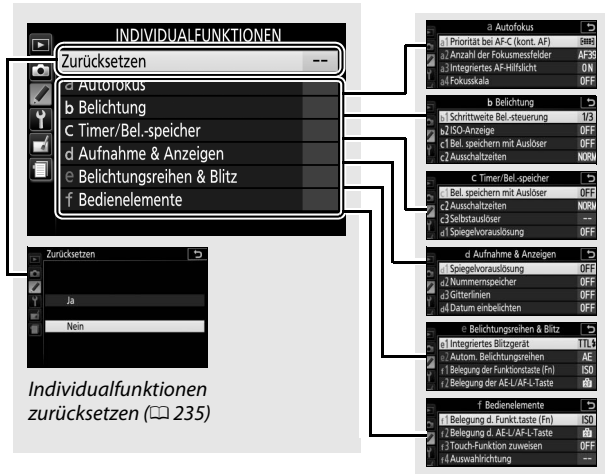 INDIVIDUALFUNKTIONEN
Zurücksetzen --
a Autofokus
b Belichtung
c Timer/Bel.-speicher
d Aufnahme & Anzeigen
e Belichtungsreihen & Blitz
f Bedienelemente
Zurücksetzen
Ja
Nein
Individualfunktionen
zurücksetzen (235)
a Autofokus
a1 Priorität bei AF-C (kont. AF)
a2 Anzahl der Fokusmessfelder AF39
a3 Integriertes AF-Hilfslicht ON
a4 Fokusskala OFF
b Belichtung
b1 Schrittweite Bel.-steuerung 1/3
b2 ISO-Anzeige OFF
c1 Bel. speichern mit Auslöser OFF
c2 Ausschaltzeiten NORM
c Timer/Bel.-speicher
c1 Bel. speichern mit Auslöser OFF
c2 Ausschaltzeiten NORM
c3 Selbstauslöser --
d1 Spiegelvorauslösung OFF
d Aufnahme & Anzeigen
d1 Spiegelvorauslösung OFF
d2 Nummernspeicher OFF
d3 Gitterlinien OFF
d4 Datum einbelichten OFF
e Belichtungsreihen & Blitz
e1 Integriertes Blitzgerät TTL
e2 Autom. Belichtungsreihen AE
f1 Belegung der Funktionstaste (Fn) ISO
f2 Belegung der AE-L/AF-L-Taste
f Bedienelemente
f1 Belegung d. Funkt.taste (Fn) ISO
f2 Belegung d. AE-L/AF-L-Taste
f3 Touch-Funktion zuweisen OFF
f4 Auswahlrichtung --